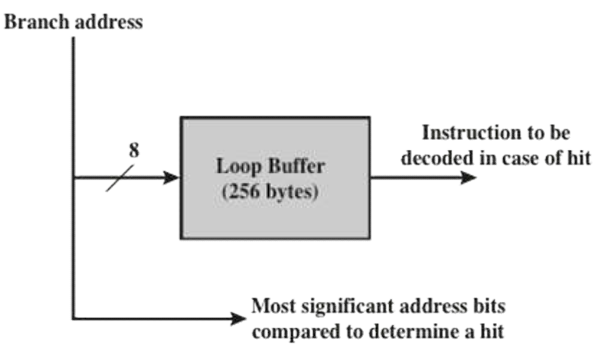 Branch address
8
Loop Buffer
(256 bytes)
Instruction to be
decoded in case of hit
Most significant address bits
compared to determine a hit